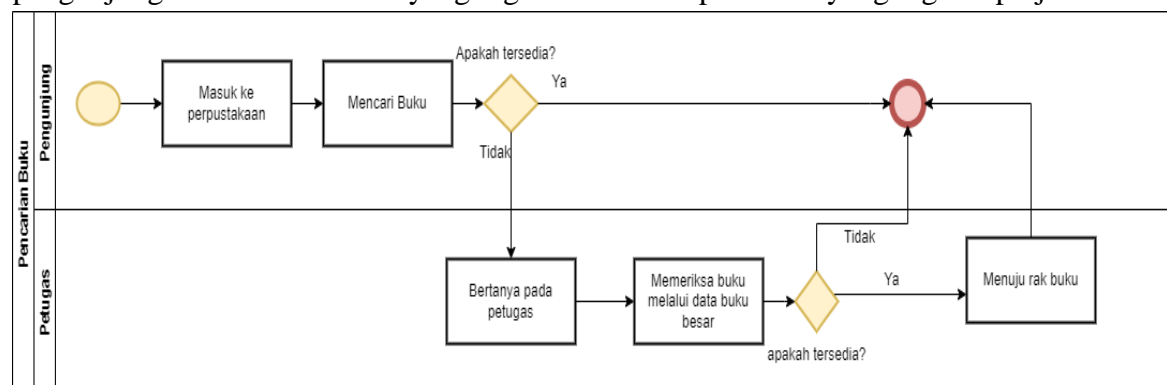 Pencarian Buku
Pengunjung
Masuk ke
perpustakaan
Mencari Buku
Apakah tersedia?
Ya
Tidak
Petugas
Bertanya pada
petugas
Memeriksa buku
melalui data buku
besar
apakah tersedia?
Tidak
Ya
Menuju rak buku